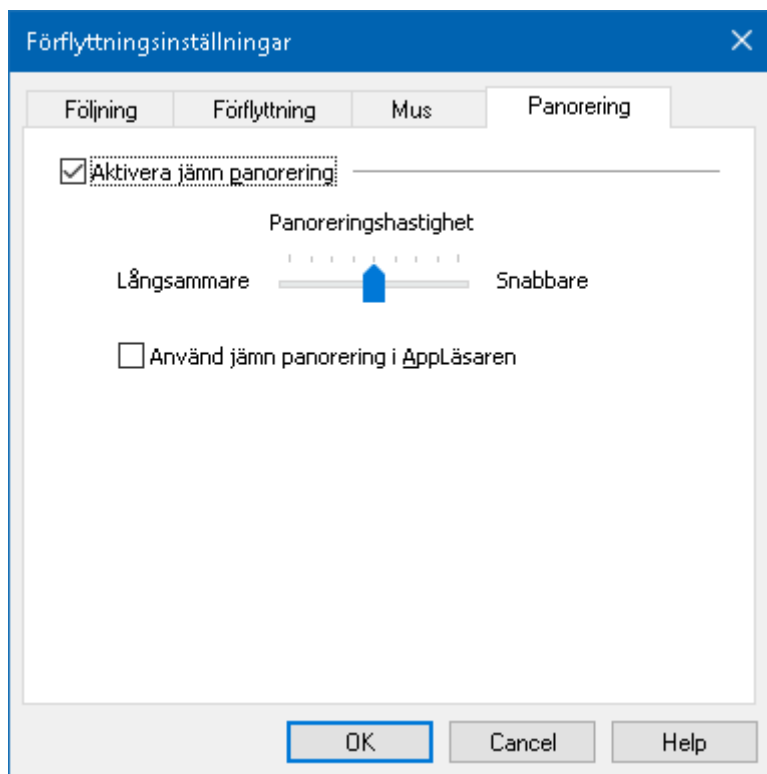 Förflyttningsinställningar
Följning Förflyttning Mus Panorering
Aktivera jämn panorering
Panoreringshastighet
Långsammare Snabbare
Använd jämn panorering i AppLäsaren
OK Cancel Help